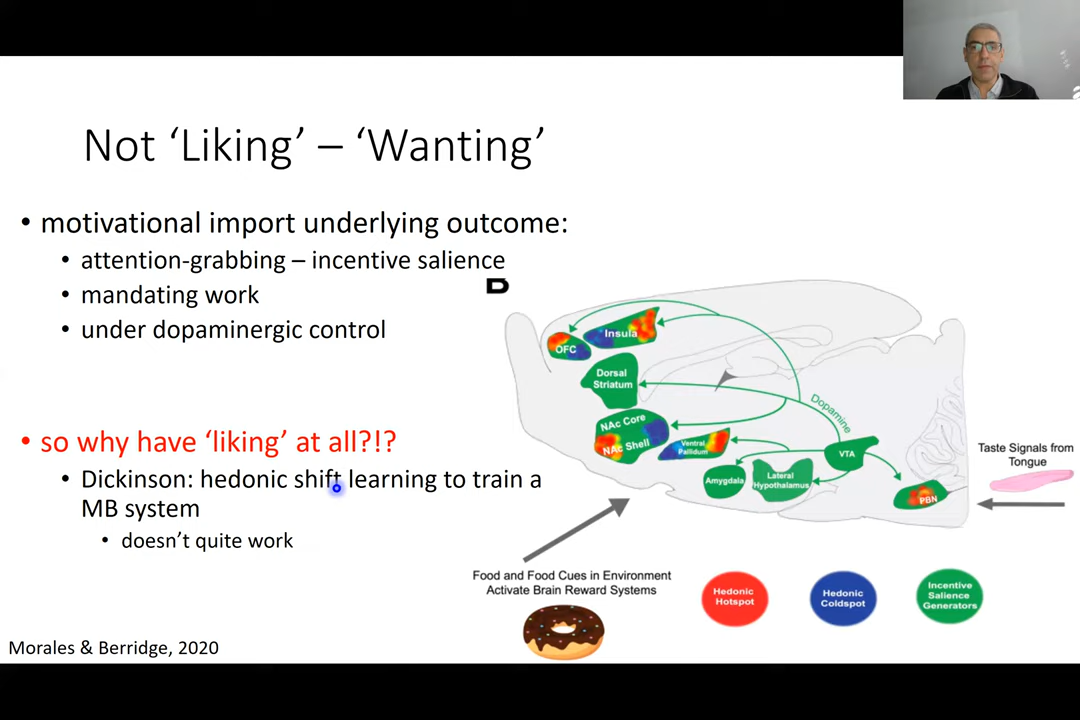 Not ‘Liking’ – ‘Wanting’
• motivational import underlying outcome:
• attention-grabbing – incentive salience
• mandating work
• under dopaminergic control
• so why have ‘liking’ at all?!?
• Dickinson: hedonic shift learning to train a
MB system
• doesn’t quite work
Morales & Berridge, 2020
OFC
Insula
Dorsal
Striatum
NAc Core
NAc Shell
Ventral
Pallidum
Amygdala
Lateral
Hypothalamus
VTA
Dopamine
PBN
Taste Signals from
Tongue
Food and Food Cues in Environment
Activate Brain Reward Systems
Hedonic
Hotspot
Hedonic
Coldspot
Incentive
Salience
Generators